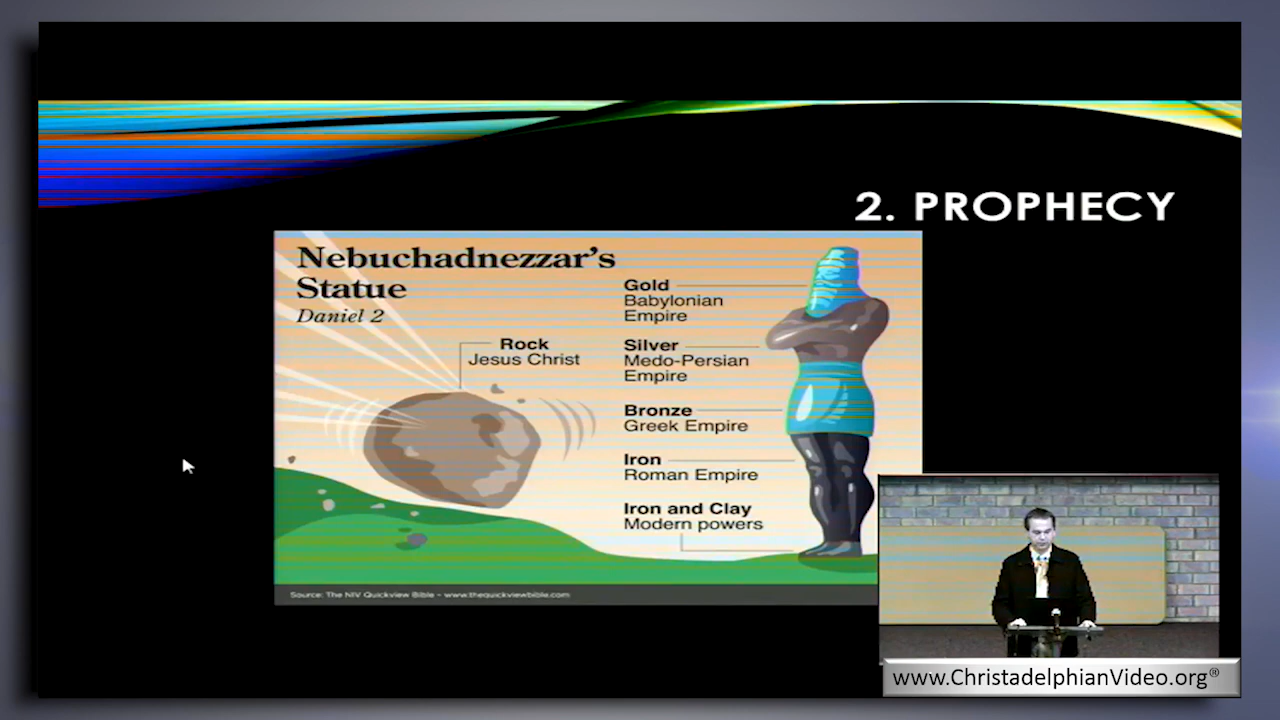 2. PROPHECY
Nebuchadnezzar's
Statue
Daniel 2
Rock
Jesus Christ
Gold
Babylonian
Empire
Silver
Medo-Persian
Empire
Bronze
Greek Empire
Iron
Roman Empire
Iron and Clay
Modern powers
Source: The NIV Quickview Bible - www.thequickviewbible.com
www.ChristadelphianVideo.org®